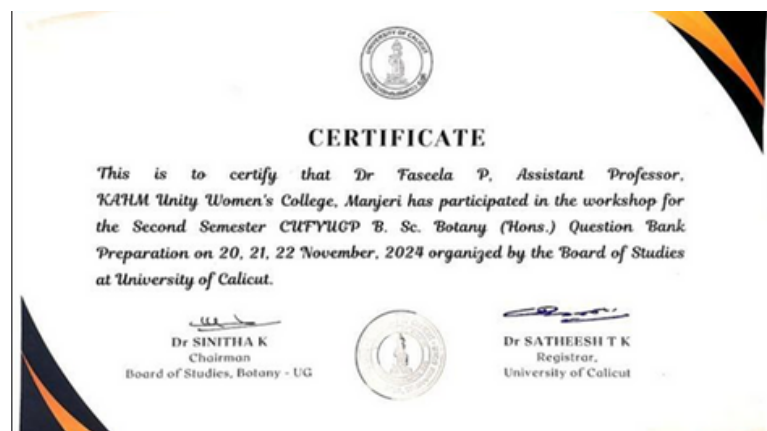 UNIVERSITY OF CALICUT
CERTIFICATE
This is to certify that Dr Faseela P, Assistant Professor,
KAHM Unity Women's College, Manjeri has participated in the workshop for
the Second Semester CUFYUGP B. Sc. Botany (Hons.) Question Bank
Preparation on 20, 21, 22 November, 2024 organized by the Board of Studies
at University of Calicut.
Dr SINITHA K
Chairman
Board of Studies, Botany - UG
Dr SATHEESH T K
Registrar,
University of Calicut